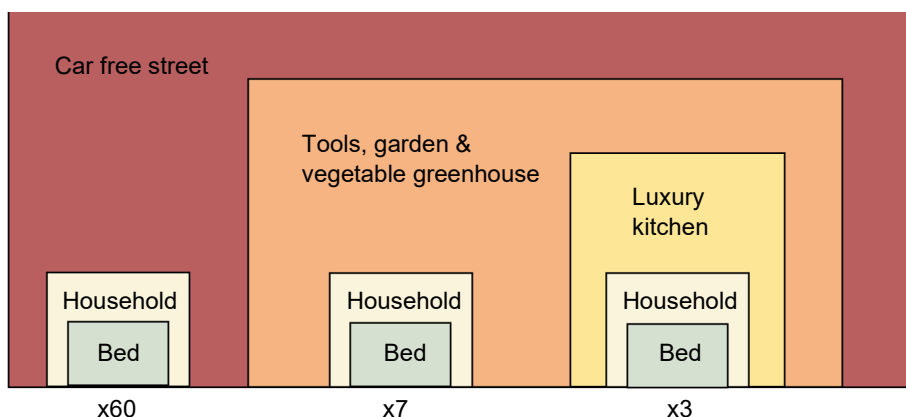 Car free street
Tools, garden &
vegetable greenhouse
Luxury
kitchen
Household
Bed
Household
Bed
Household
Bed
x60
x7
x3